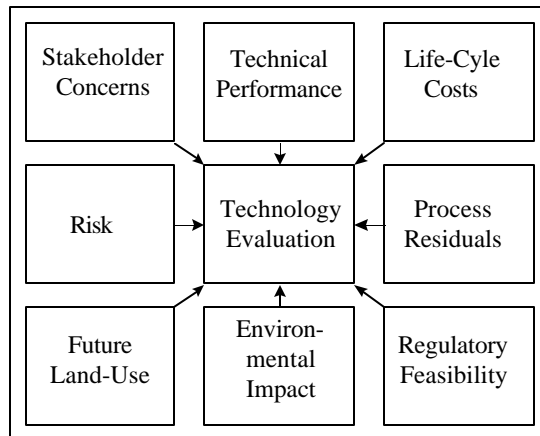 Stakeholder
Concerns
Technical
Performance
Life-Cyle
Costs
Risk
Technology
Evaluation
Process
Residuals
Future
Land-Use
Environ-
mental
Impact
Regulatory
Feasibility